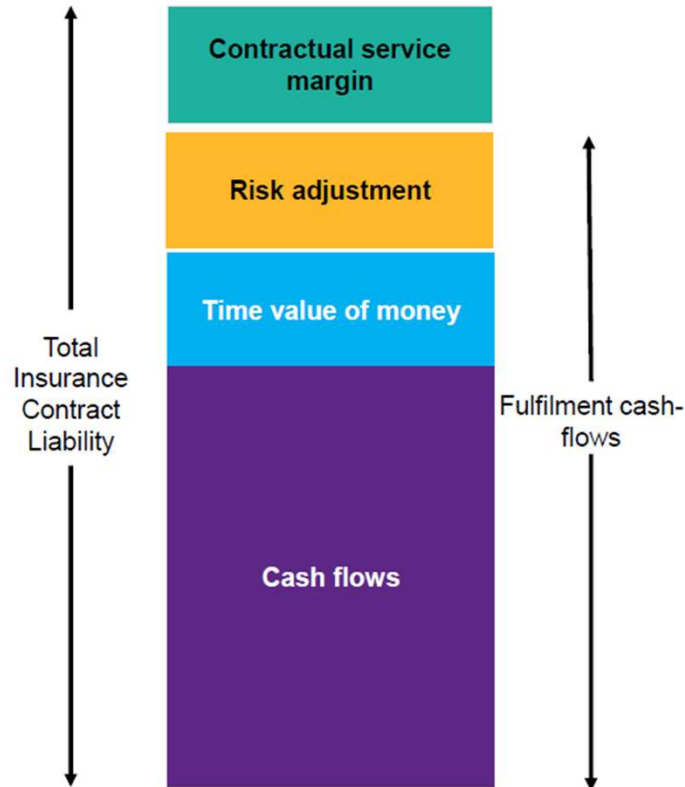 Contractual service
margin
Risk adjustment
Time value of money
Total
Insurance
Contract
Liability
Fulfilment cash-
flows
Cash flows